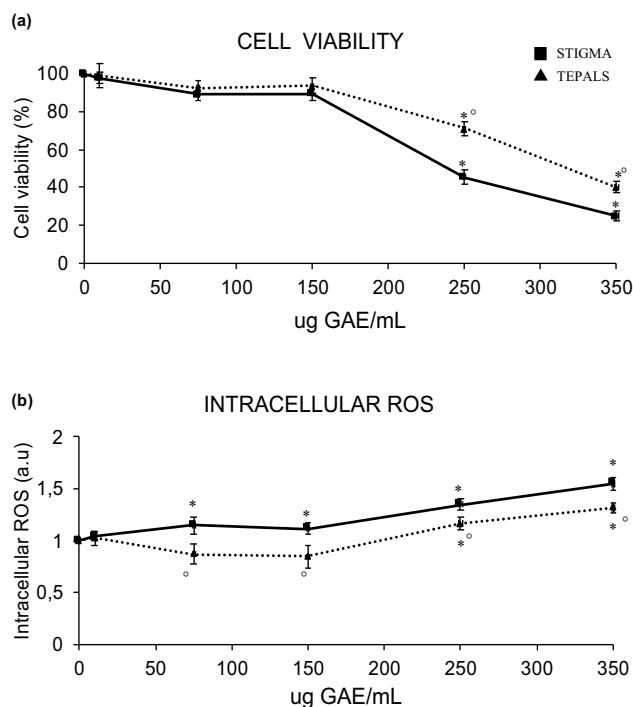 (a)
CELL VIABILITY
STIGMA
TEPALS
Cell viability (%)
100
80
60
40
20
0
* °
*
* °
*
0 50 100 150 200 250 300 350
ug GAE/mL
(b)
INTRACELLULAR ROS
Intracellular ROS (a.u)
2
1,5
1
0,5
0
* * * *
° ° * ° * °
0 50 100 150 200 250 300 350
ug GAE/mL